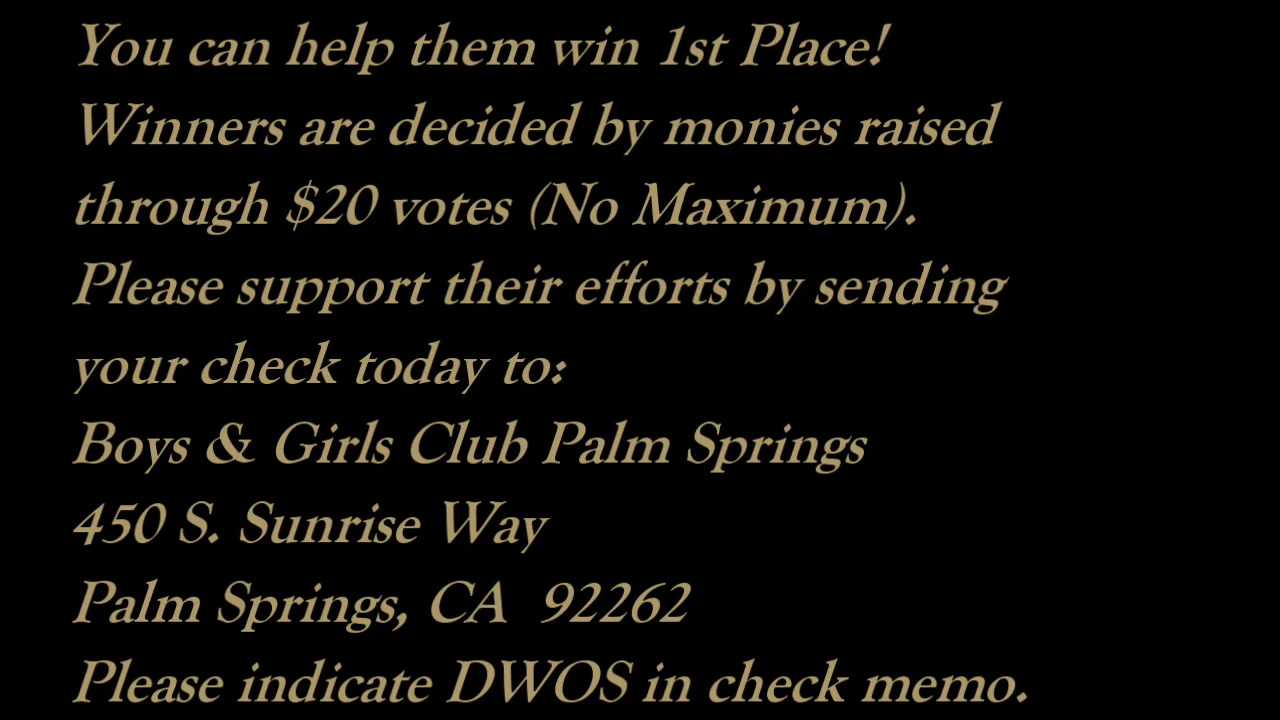 You can help them win 1st Place!
Winners are decided by monies raised
through $20 votes (No Maximum).
Please support their efforts by sending
your check today to:
Boys & Girls Club Palm Springs
450 S. Sunrise Way
Palm Springs, CA  92262
Please indicate DWOS in check memo.